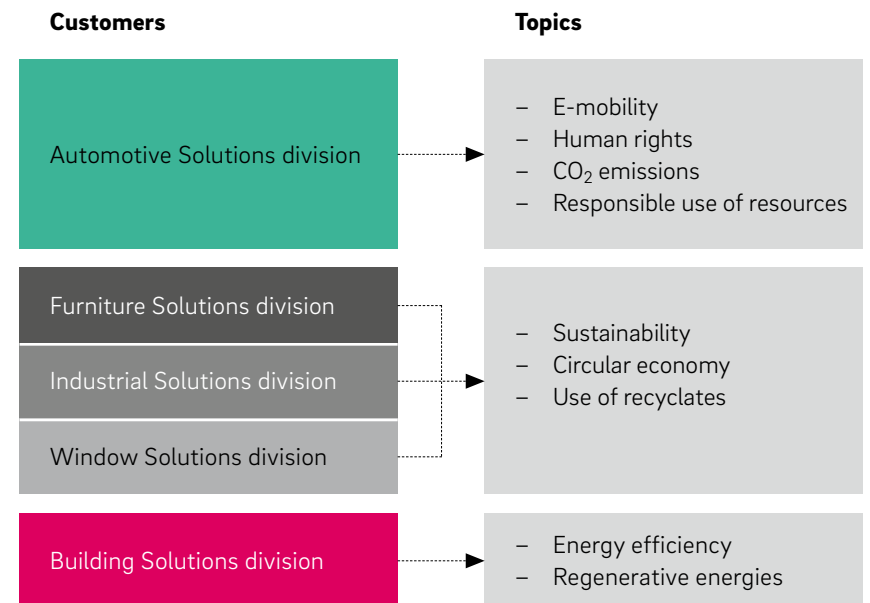 Customers
Topics
Automotive Solutions division
– E-mobility
– Human rights
– CO₂ emissions
– Responsible use of resources
Furniture Solutions division
Industrial Solutions division
Window Solutions division
– Sustainability
– Circular economy
– Use of recyclates
Building Solutions division
– Energy efficiency
– Regenerative energies